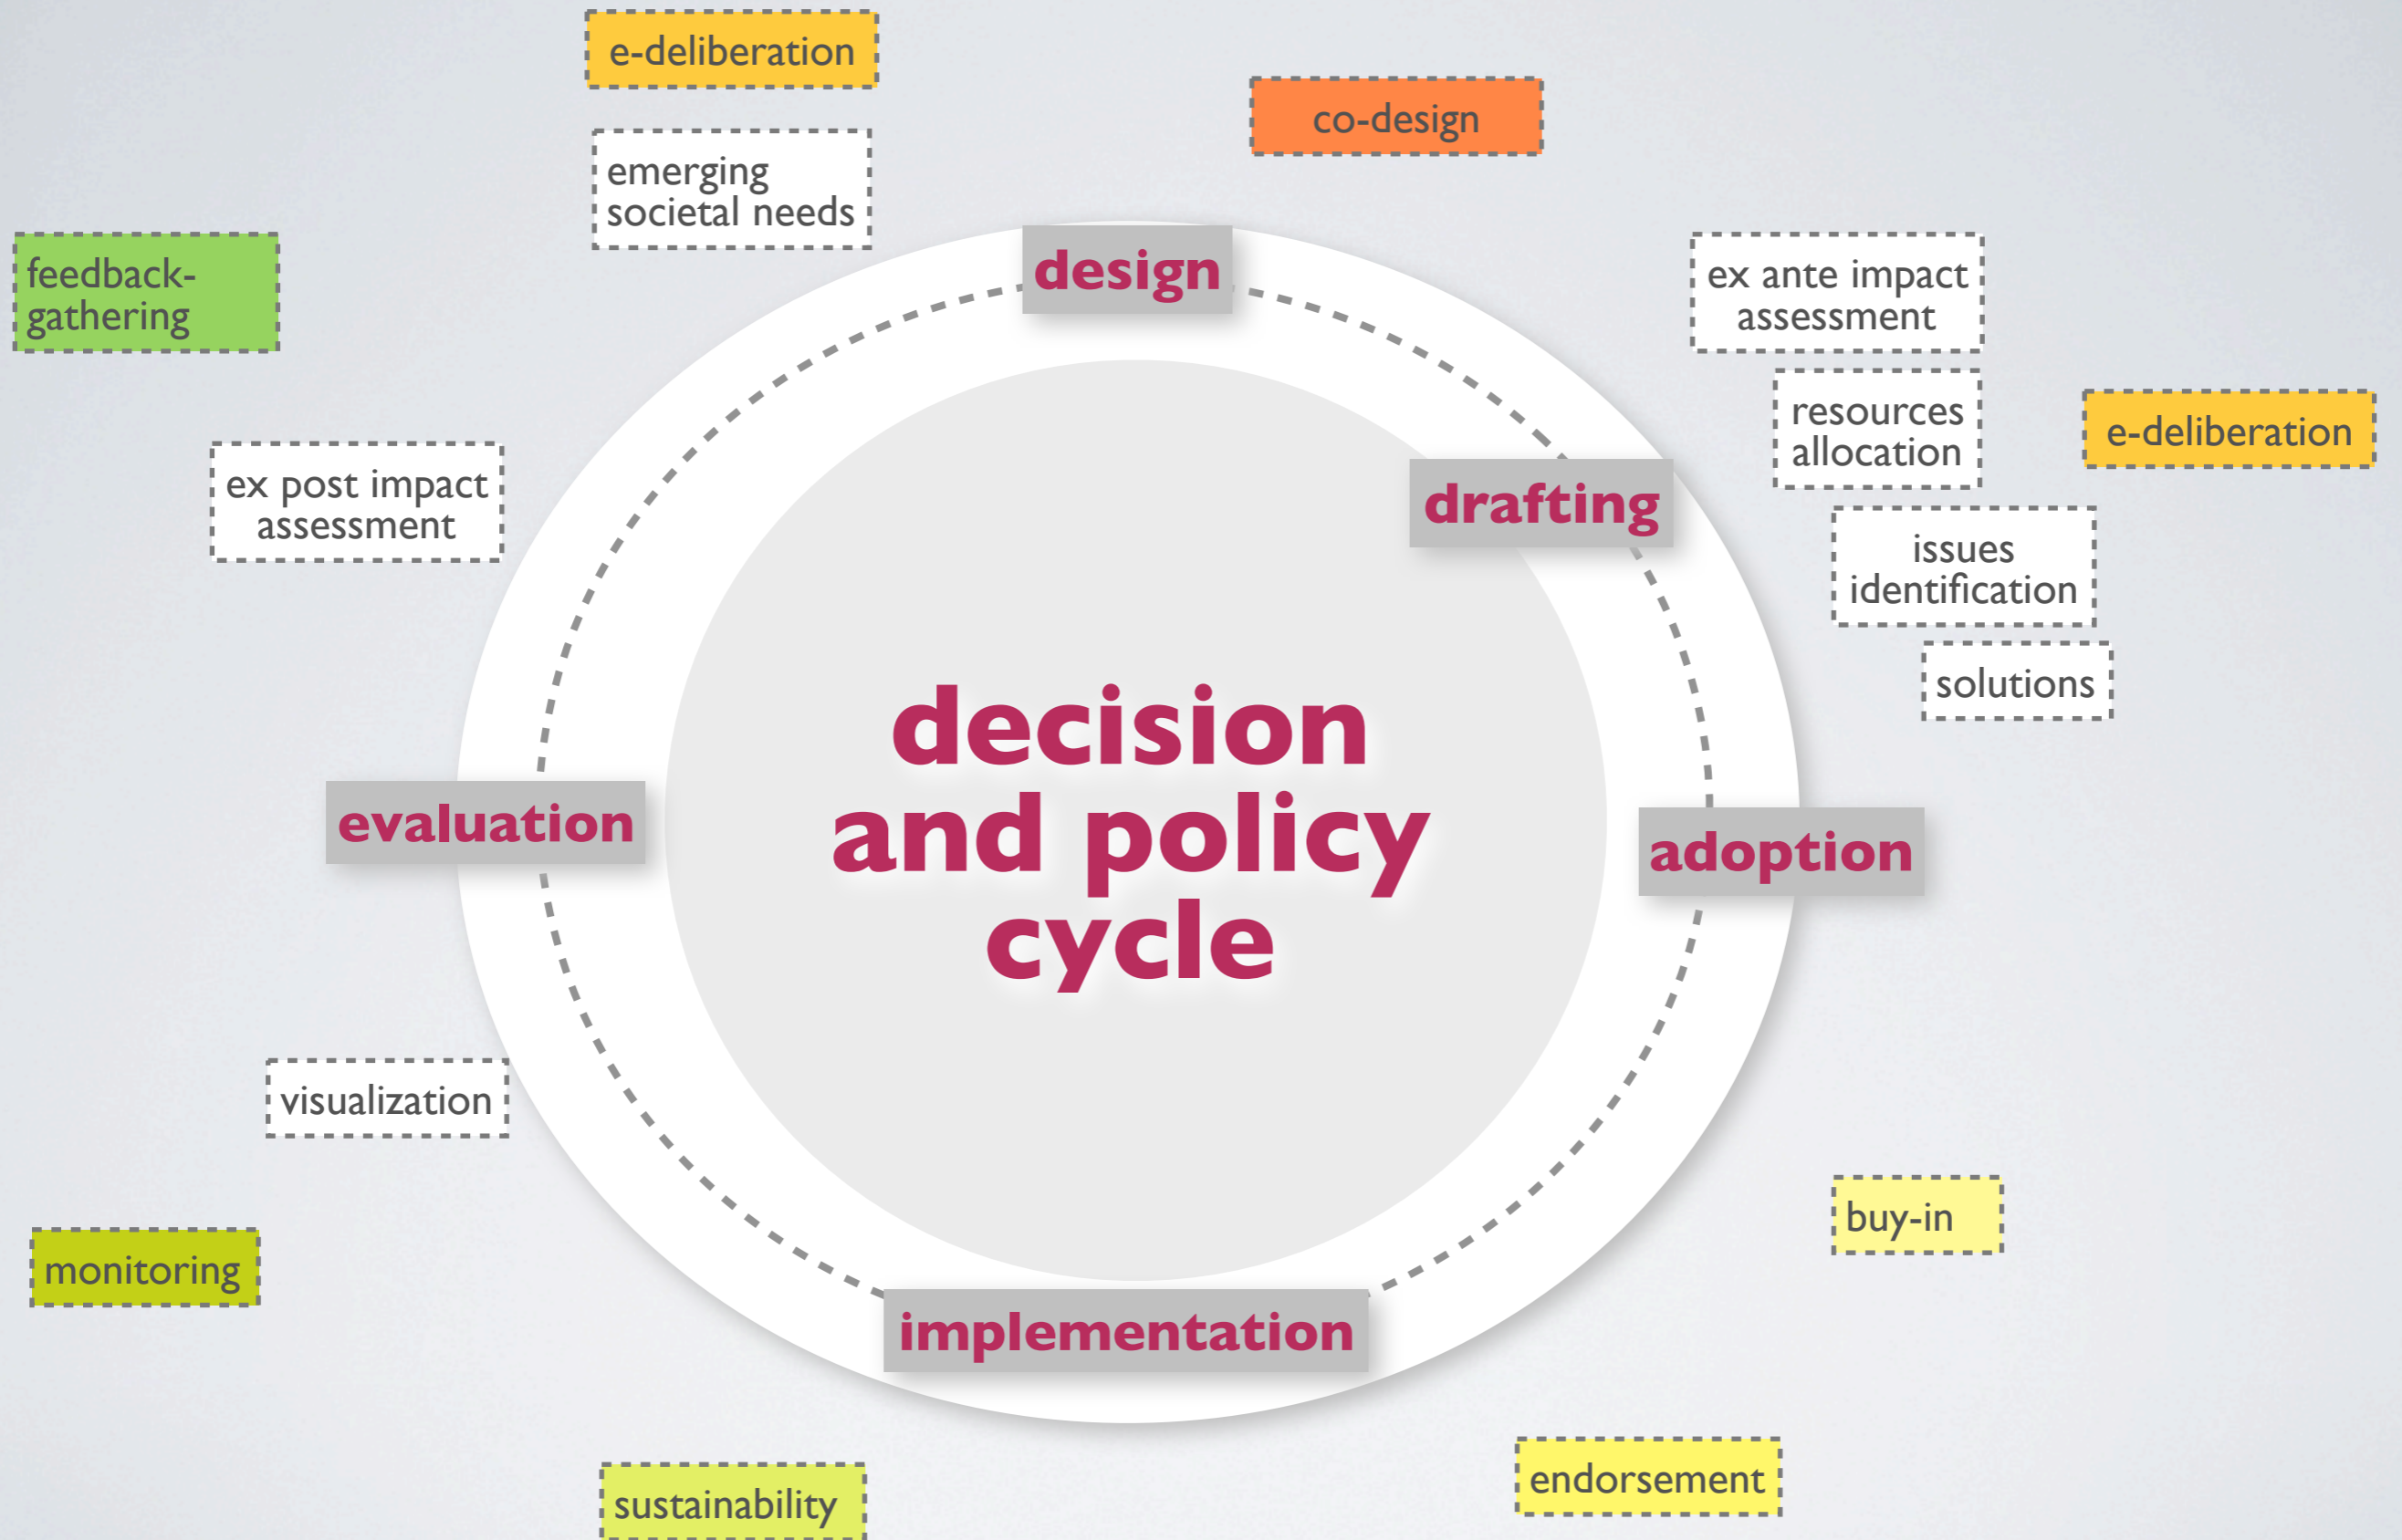 e-deliberation
co-design
emerging
societal needs
feedback-
gathering
design
ex ante impact
assessment
resources
allocation
e-deliberation
ex post impact
assessment
drafting
issues
identification
solutions
decision
and policy
cycle
evaluation
adoption
visualization
buy-in
monitoring
implementation
endorsement
sustainability